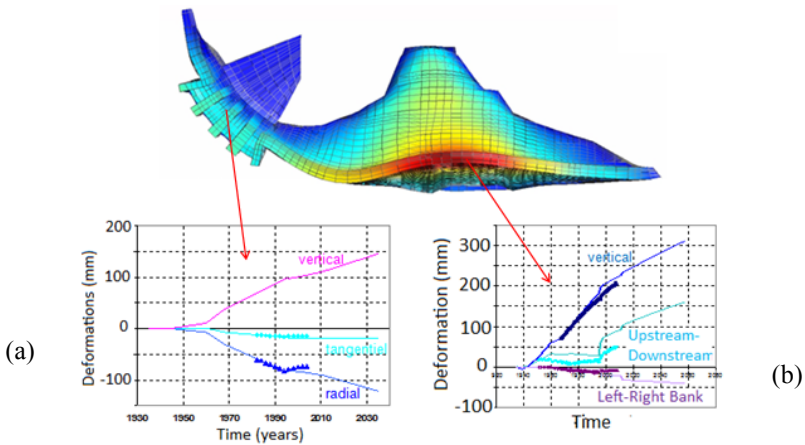 200
100
0
-100
Deformations (mm)
vertical
tangential
radial
1930 1950 1970 1990 2010 2030
Time (years)
(a)
300
200
100
0
-100
Deformation (mm)
vertical
Upstream-
Downstream
Left-Right Bank
Time
(b)